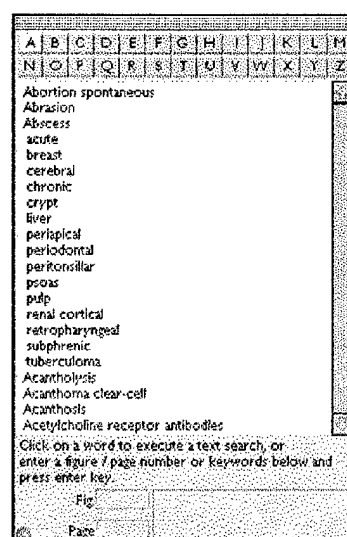 A B C D E F G H I J K L M
N O P Q R S T U V W X Y Z
Abortion spontaneous
Abrasion
Abscess
acute
breast
cerebral
chronic
crypt
liver
periapical
periodontal
peritonsillar
psoas
pulp
renal cortical
retropharyngeal
subphrenic
tuberculoma
Acantholysis
Acanthoma clear-cell
Acanthosis
Acetylcholine receptor antibodies
Click on a word to execute a text search, or
enter a figure / page number or keywords below and
press enter key.
Fig
Page